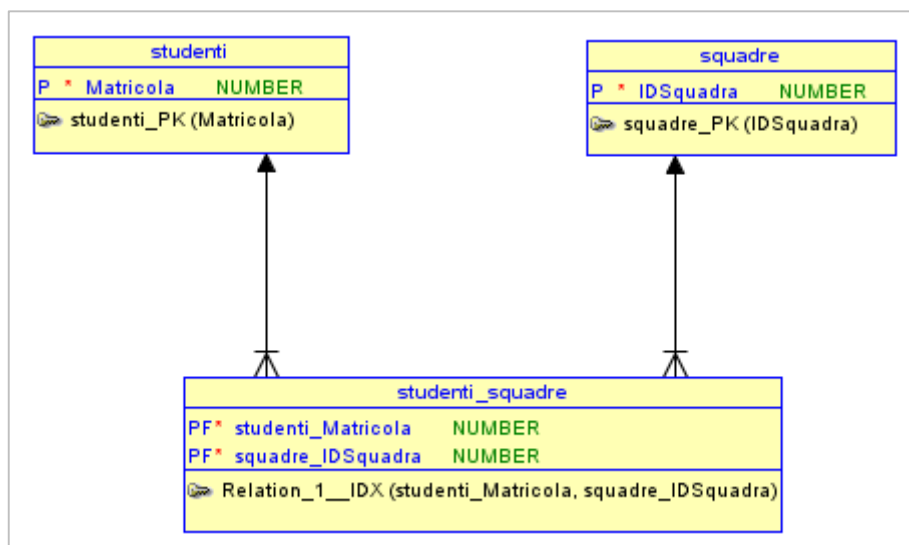 studenti
P * Matricola NUMBER
studenti_PK (Matricola)
squadre
P * IDSquadra NUMBER
squadre_PK (IDSquadra)
studenti_squadre
PF* studenti_Matricola NUMBER
PF* squadre_IDSquadra NUMBER
Relation_1__IDX (studenti_Matricola, squadre_IDSquadra)